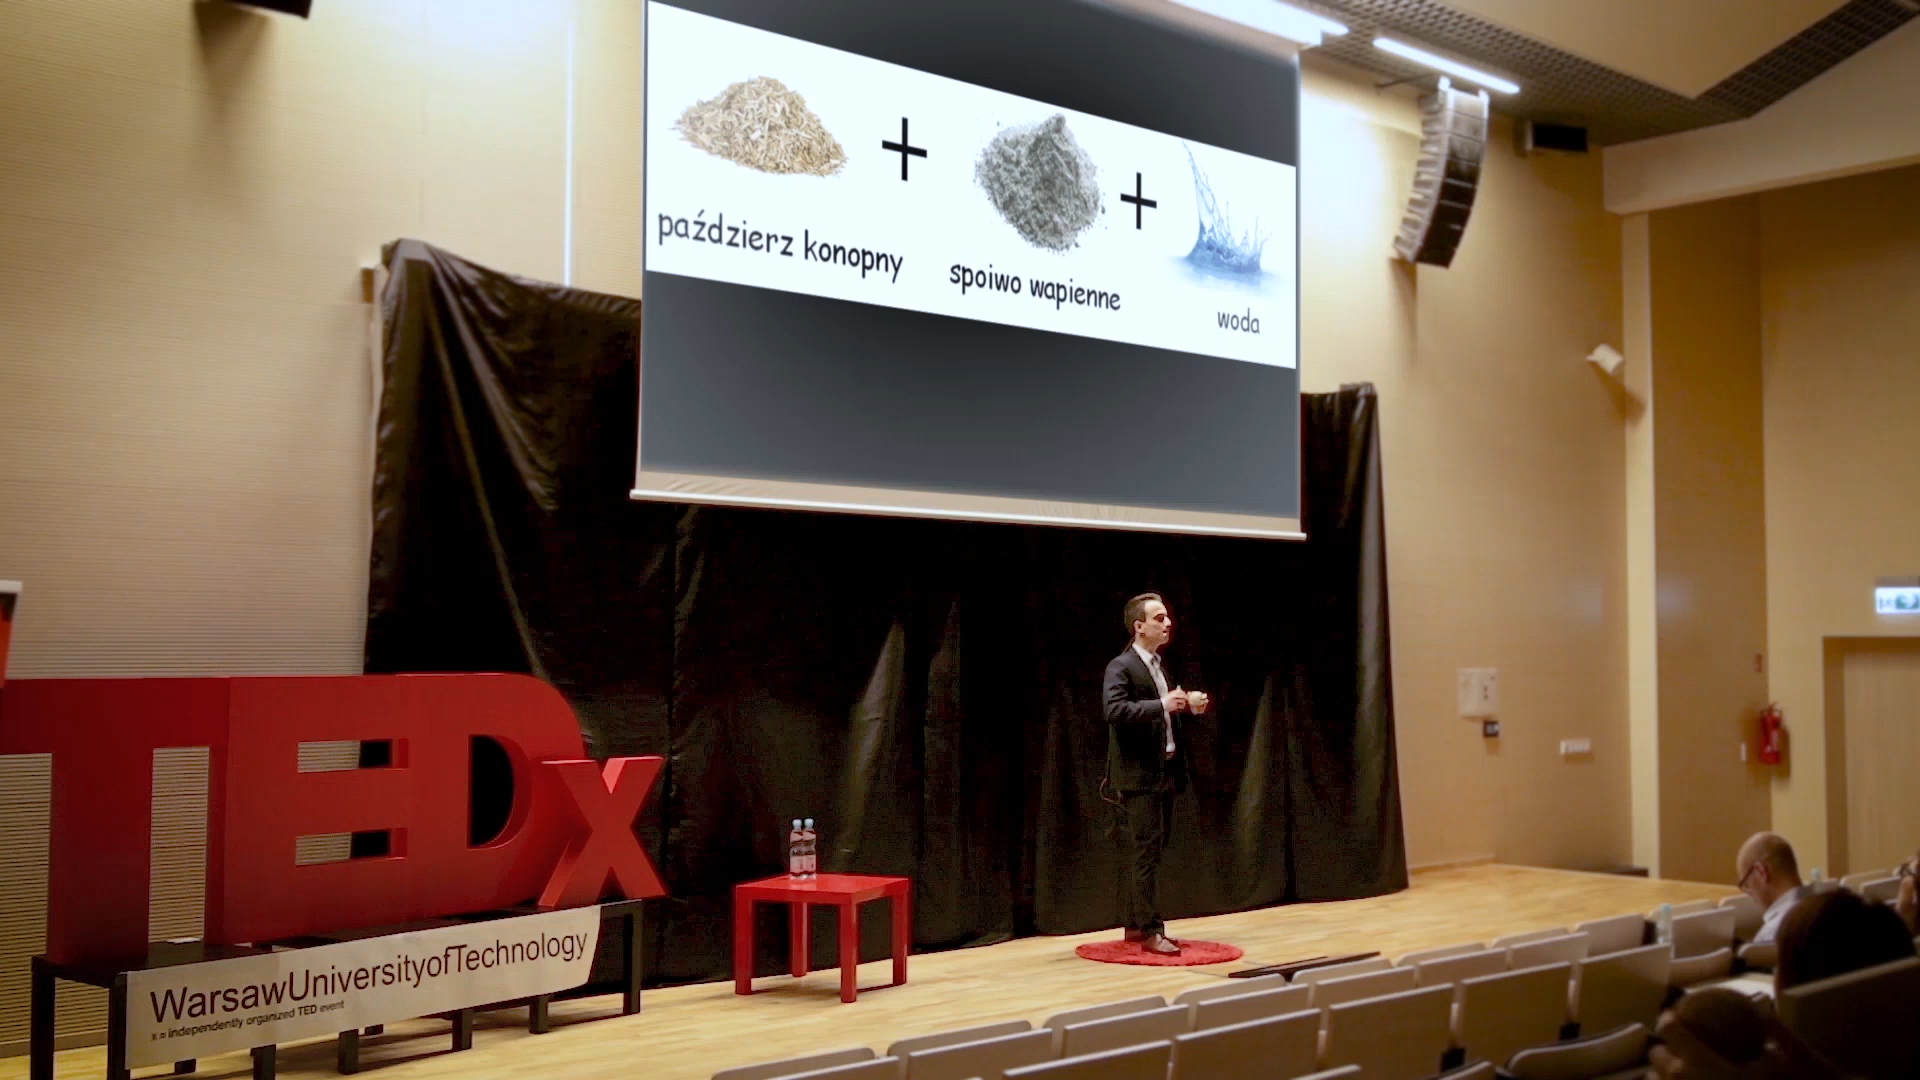 +
+
paździerz konopny
spoiwo wapienne
woda
TEDx
WarsawUniversityofTechnology
x = independently organized TED event